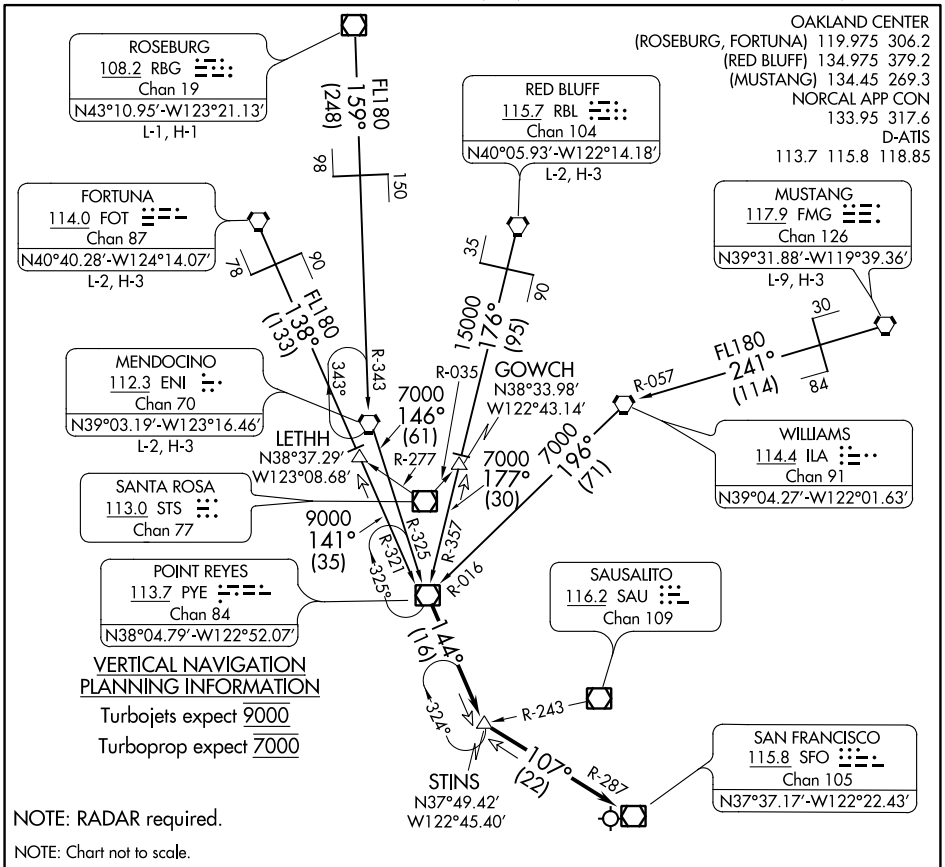 OAKLAND CENTER
(ROSEBURG, FORTUNA) 119.975 306.2
(RED BLUFF) 134.975 379.2
(MUSTANG) 134.45 269.3
NORCAL APP CON
133.95 317.6
D-ATIS
113.7 115.8 118.85
ROSEBURG
108.2 RBG
Chan 19
N43°10.95'-W123°21.13'
L-1, H-1
FL180
159°
(248)
98
150
RED BLUFF
115.7 RBL
Chan 104
N40°05.93'-W122°14.18'
L-2, H-3
FORTUNA
114.0 FOT
Chan 87
N40°40.28'-W124°14.07'
L-2, H-3
MUSTANG
117.9 FMG
Chan 126
N39°31.88'-W119°39.36'
L-9, H-3
78
90
FL180
138°
(133)
35
90
15000
176°
(95)
30
84
FL180
241°
(114)
R-057
MENDOCINO
112.3 ENI
Chan 70
N39°03.19'-W123°16.46'
L-2, H-3
343°
R-343
7000
146°
(61)
R-035
GOWCH
N38°33.98'
W122°43.14'
WILLIAMS
114.4 ILA
Chan 91
N39°04.27'-W122°01.63'
LETHH
N38°37.29'
W123°08.68'
R-277
7000
177°
(30)
7000
196°
(71)
SANTA ROSA
113.0 STS
Chan 77
9000
141°
(35)
R-321
R-325
R-357
R-016
325°
POINT REYES
113.7 PYE
Chan 84
N38°04.79'-W122°52.07'
SAUSALITO
116.2 SAU
Chan 109
VERTICAL NAVIGATION
PLANNING INFORMATION
Turbojets expect 9000
Turboprop expect 7000
144°
(16)
324°
R-243
STINS
N37°49.42'
W122°45.40'
107°
(22)
R-287
SAN FRANCISCO
115.8 SFO
Chan 105
N37°37.17'-W122°22.43'
NOTE: RADAR required.
NOTE: Chart not to scale.